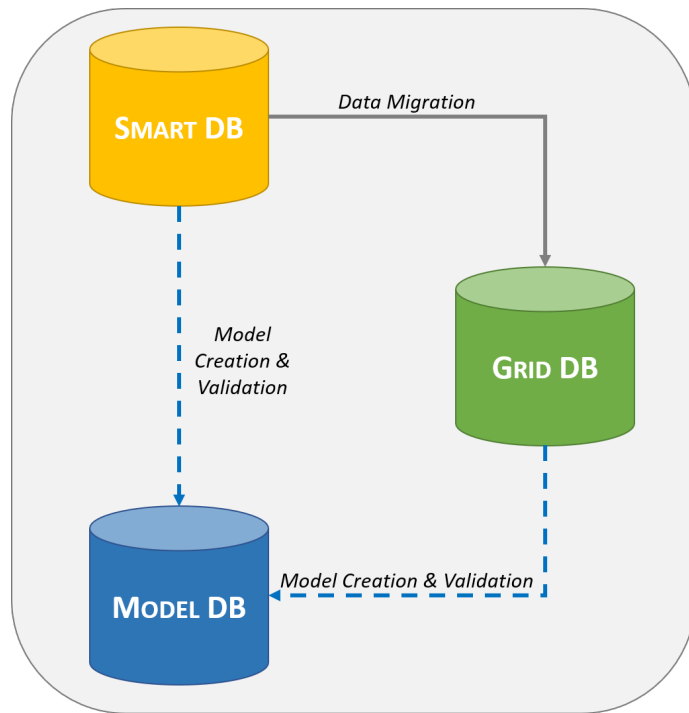 SMART DB
Data Migration
GRID DB
Model
Creation &
Validation
Model Creation & Validation
MODEL DB